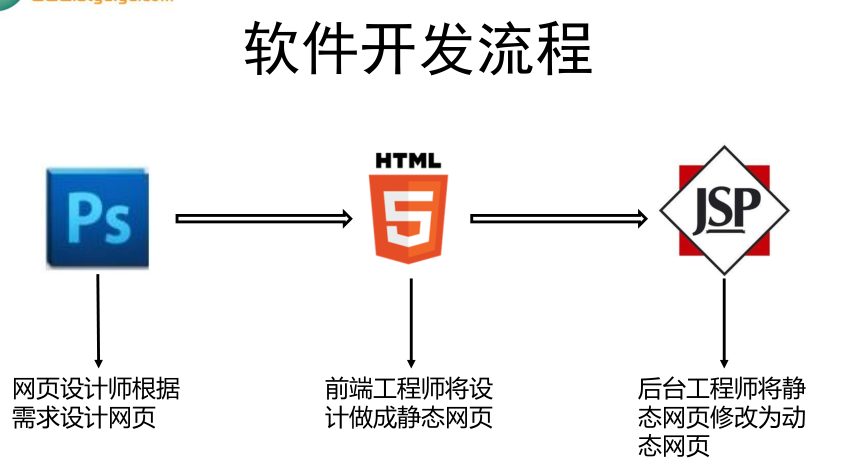 软件开发流程
HTML
Ps
5
JSP
网页设计师根据
需求设计网页
前端工程师将设
计做成静态网页
后台工程师将静
态网页修改为动
态网页